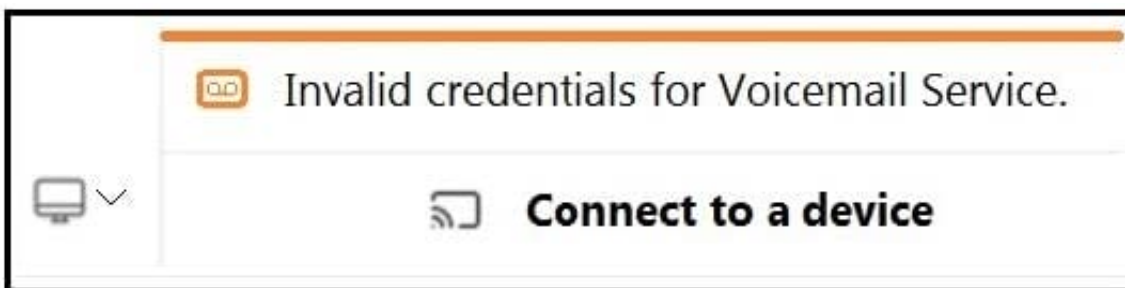 Invalid credentials for Voicemail Service.
Connect to a device